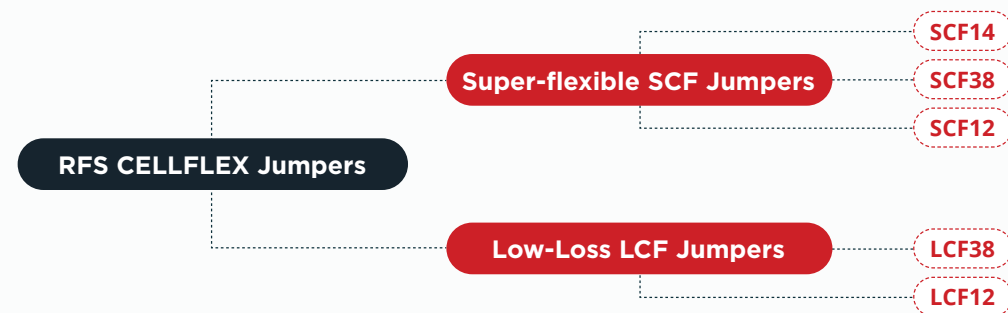 SCF14
Super-flexible SCF Jumpers
SCF38
SCF12
RFS CELLFLEX Jumpers
Low-Loss LCF Jumpers
LCF38
LCF12